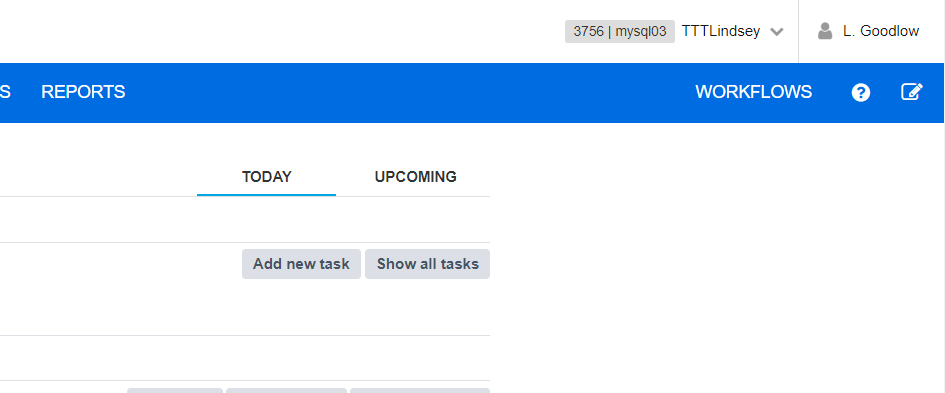 3756 | mysql03 TTTLindsey L. Goodlow
S REPORTS WORKFLOWS ?
TODAY UPCOMING
Add new task Show all tasks